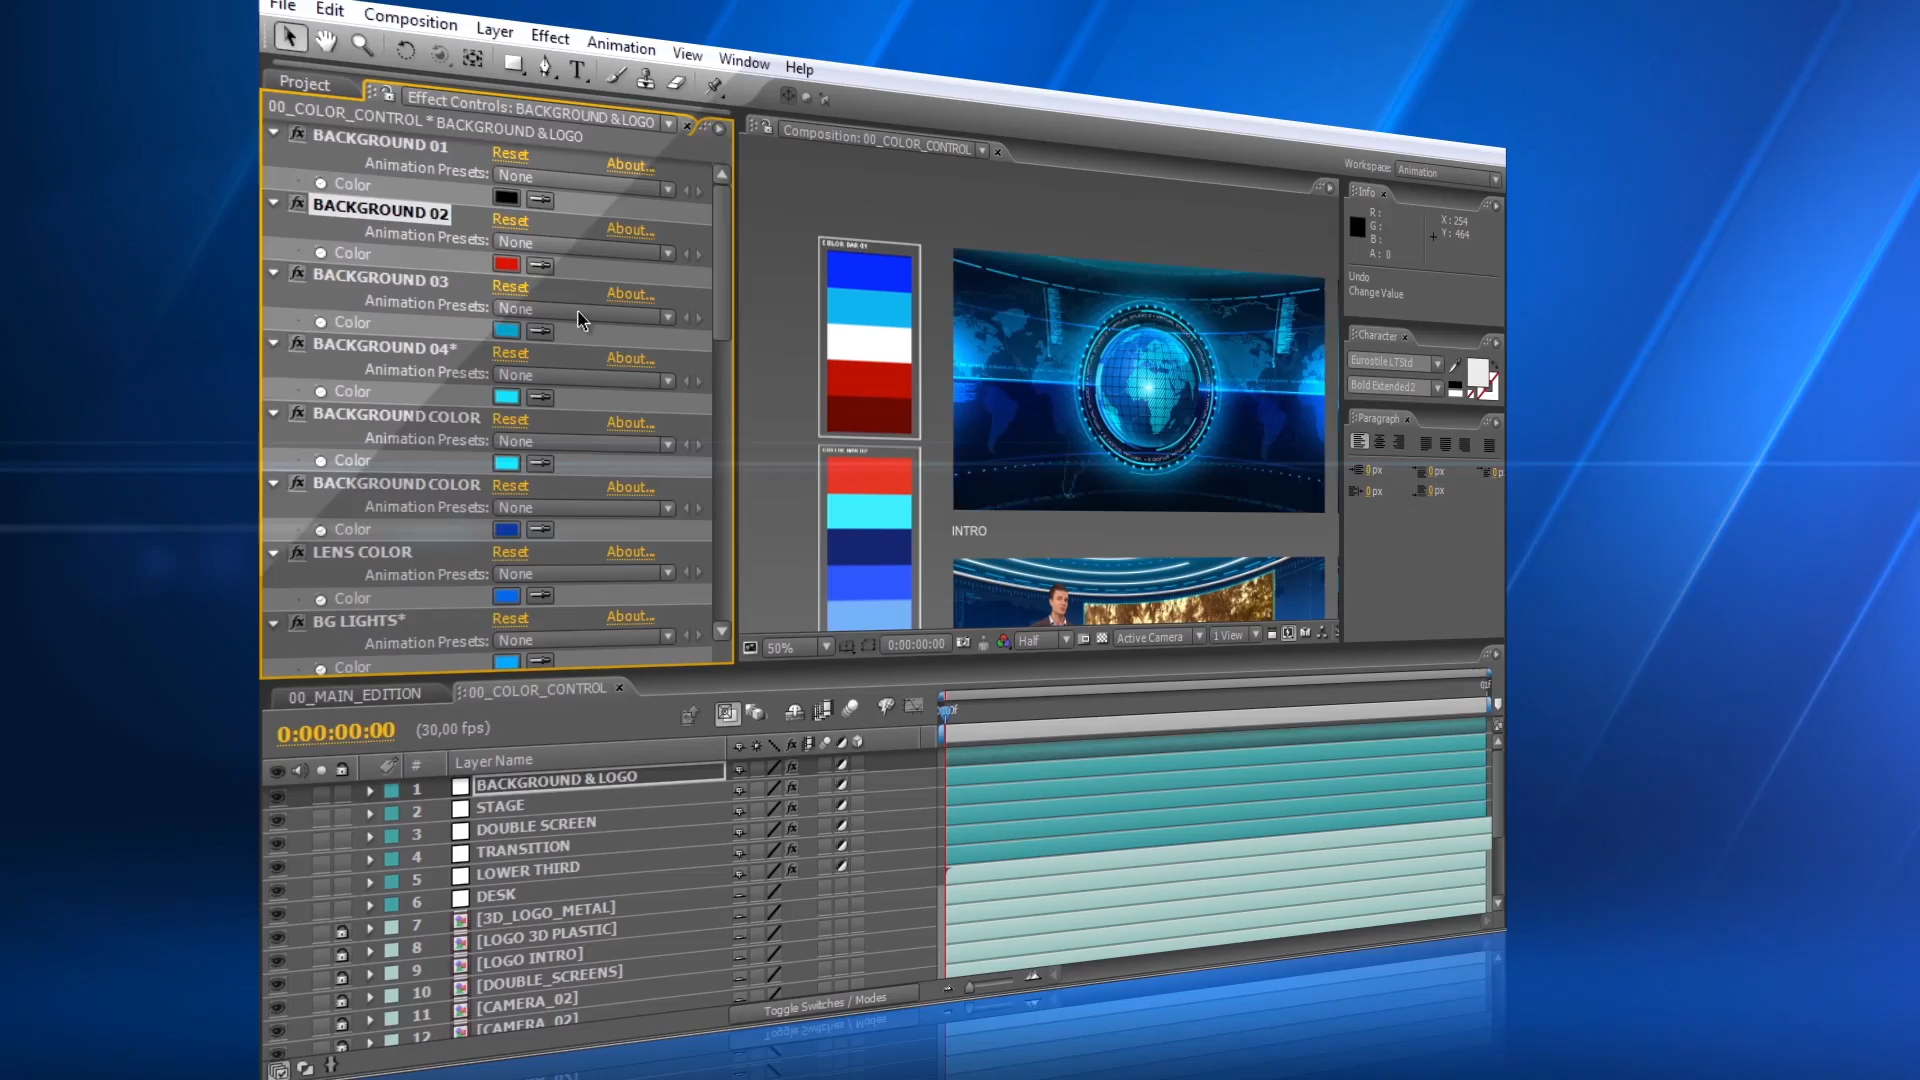 File Edit Composition Layer Effect Animation View Window Help
Project
Effect Controls: BACKGROUND & LOGO
00_COLOR_CONTROL * BACKGROUND & LOGO
BACKGROUND 01 Reset About...
Animation Presets: None
Color
BACKGROUND 02 Reset About...
Animation Presets: None
Color
BACKGROUND 03 Reset About...
Animation Presets: None
Color
BACKGROUND 04* Reset About...
Animation Presets: None
Color
BACKGROUND COLOR Reset About...
Animation Presets: None
Color
BACKGROUND COLOR Reset About...
Animation Presets: None
Color
LENS COLOR Reset About...
Animation Presets: None
Color
BG LIGHTS* Reset About...
Animation Presets: None
Color
Composition: 00_COLOR_CONTROL
COLOR BAR 01
INTRO
50% 0:00:00:00 Half Active Camera 1 View
Workspace: Animation
Info
R: X: 254
G: Y: 464
B:
A: 0
Undo
Change Value
Character
Eurostile LT Std
Bold Extended 2
Paragraph
0 px 0 px 0 p
0 px 0 px
00_MAIN_EDITION 00_COLOR_CONTROL
0:00:00:00 (30,00 fps)
01f
# Layer Name
1 BACKGROUND & LOGO
2 STAGE
3 DOUBLE SCREEN
4 TRANSITION
5 LOWER THIRD
6 DESK
7 [3D_LOGO_METAL]
8 [LOGO 3D PLASTIC]
9 [LOGO INTRO]
10 [DOUBLE_SCREENS]
11 [CAMERA_02]
12 [CAMERA_02]
Toggle Switches / Modes